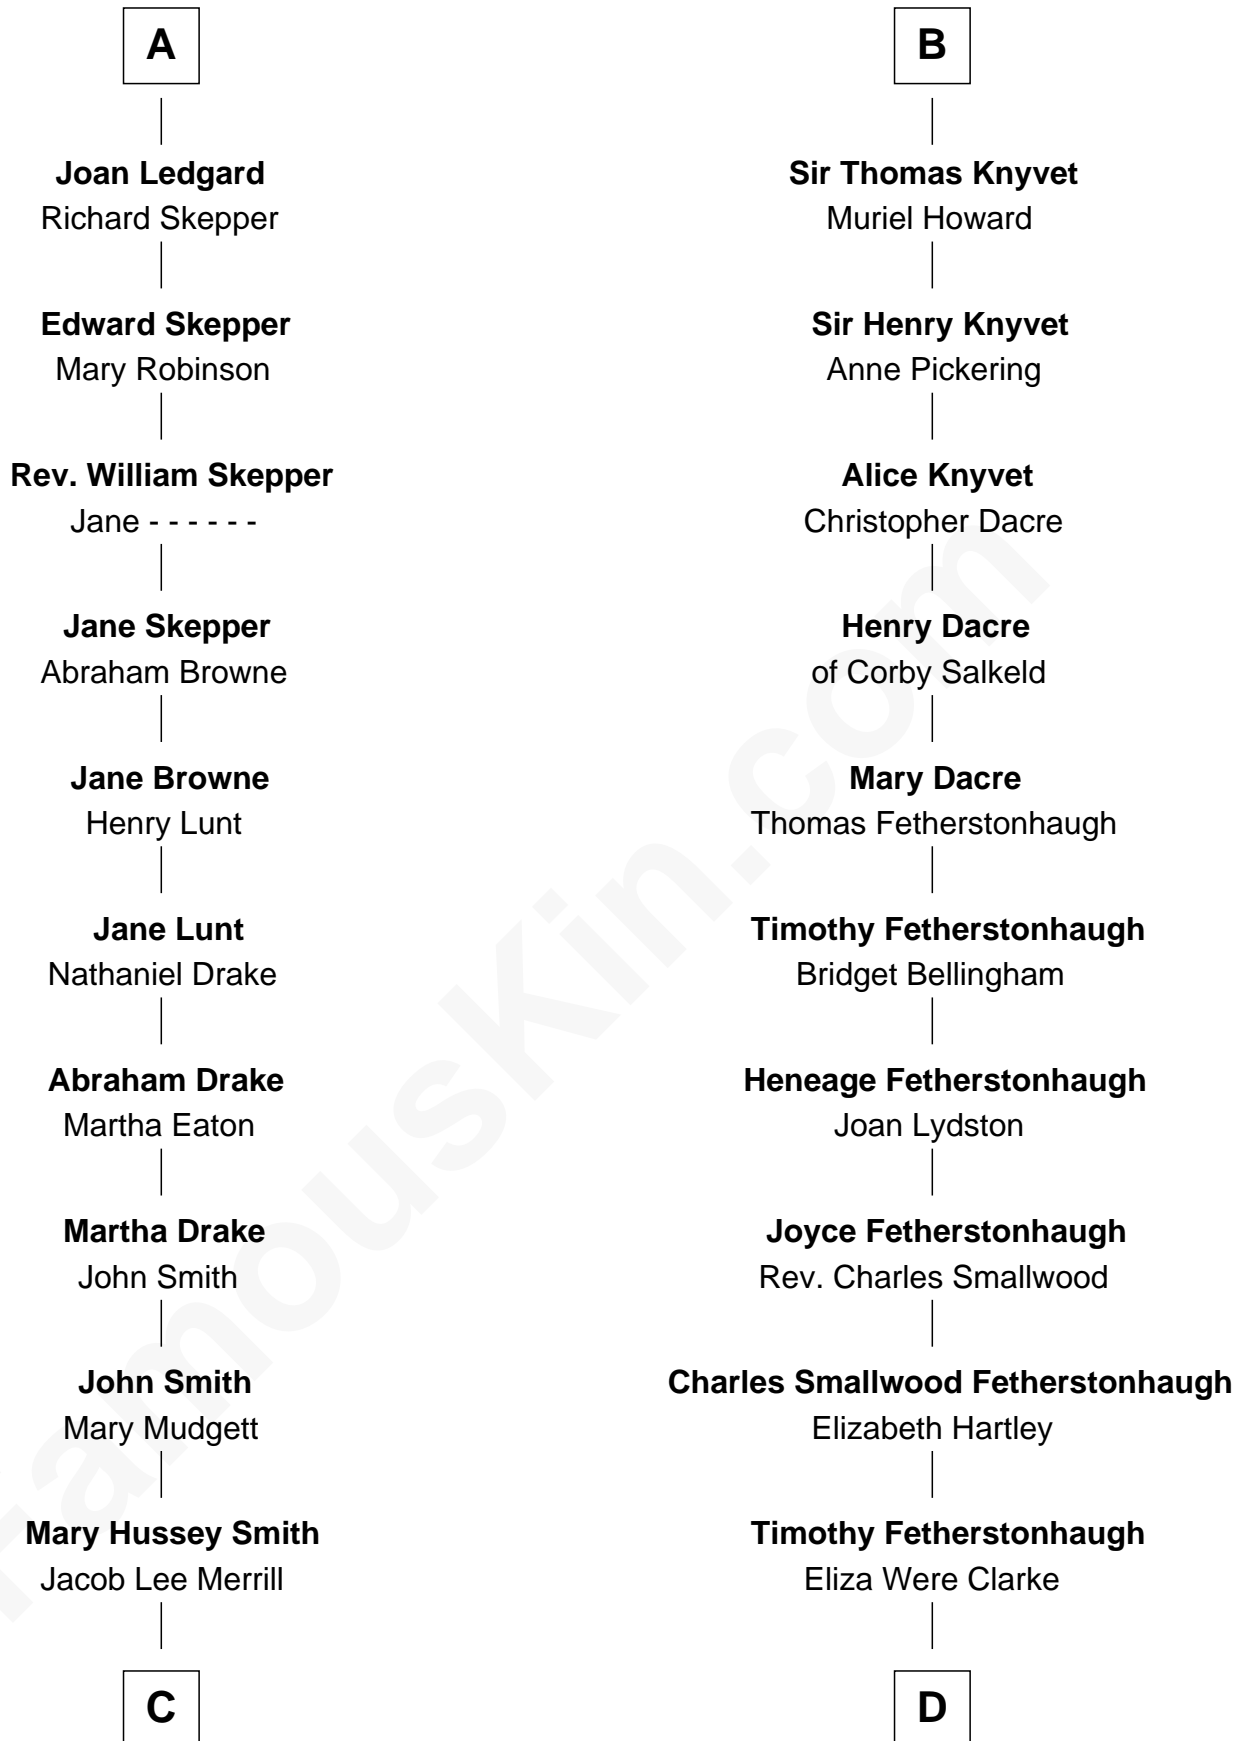 A
Joan Ledgard
Richard Skepper
Edward Skepper
Mary Robinson
Rev. William Skepper
Jane - - - - - -
Jane Skepper
Abraham Browne
Jane Browne
Henry Lunt
Jane Lunt
Nathaniel Drake
Abraham Drake
Martha Eaton
Martha Drake
John Smith
John Smith
Mary Mudgett
Mary Hussey Smith
Jacob Lee Merrill
C
B
Sir Thomas Knyvet
Muriel Howard
Sir Henry Knyvet
Anne Pickering
Alice Knyvet
Christopher Dacre
Henry Dacre
of Corby Salkeld
Mary Dacre
Thomas Fetherstonhaugh
Timothy Fetherstonhaugh
Bridget Bellingham
Heneage Fetherstonhaugh
Joan Lydston
Joyce Fetherstonhaugh
Rev. Charles Smallwood
Charles Smallwood Fetherstonhaugh
Elizabeth Hartley
Timothy Fetherstonhaugh
Eliza Were Clarke
D
FamousKin.com